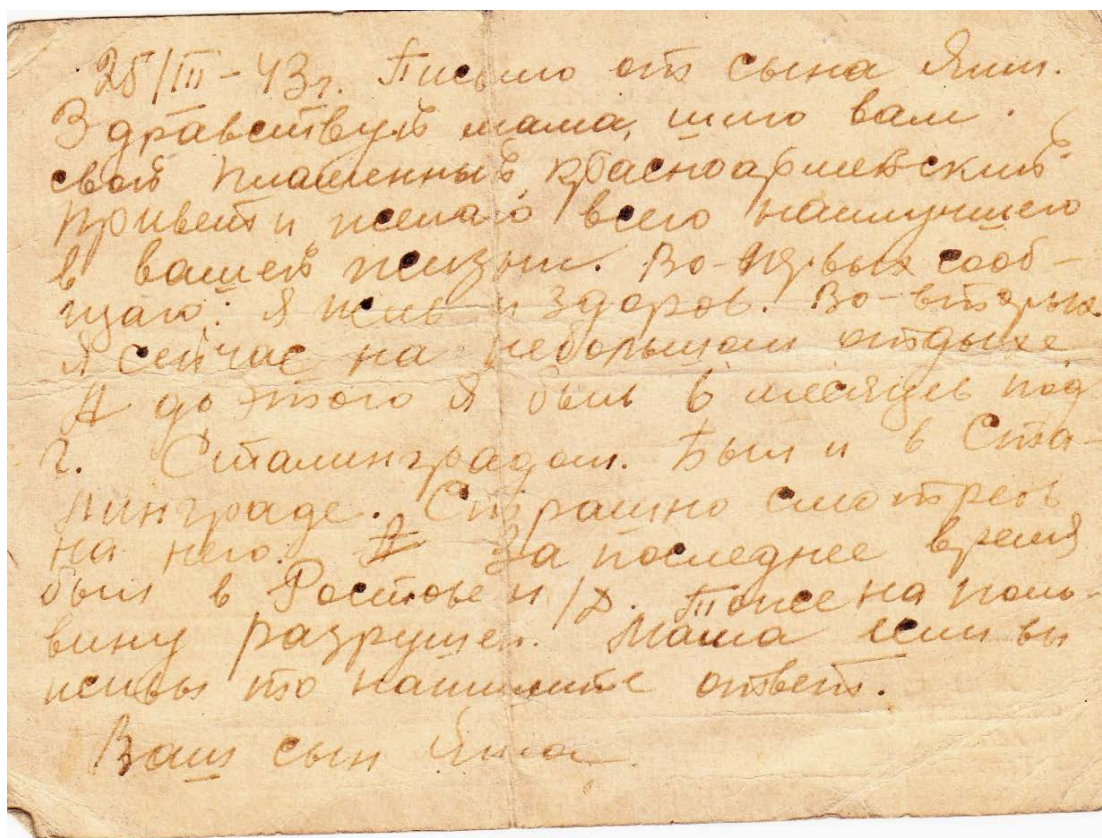 25/III-43г. Письмо от сына Яши.
Здравствуй мама, шлю вам
свой пламенный красноармейский
привет и желаю всего наилучшего
в вашей жизни. Во-первых сооб-
щаю: я жив и здоров. Во-вторых
я сейчас на небольшом отдыхе.
А до этого я был 6 месяцев под
г. Сталинградом. Был и в Ста-
линграде. Страшно смотреть
на него. За последнее время
был в Ростове н/Д. Тоже на поло-
вину разрушен. Мама если вы
живы то напишите ответ.
Ваш сын Яша.